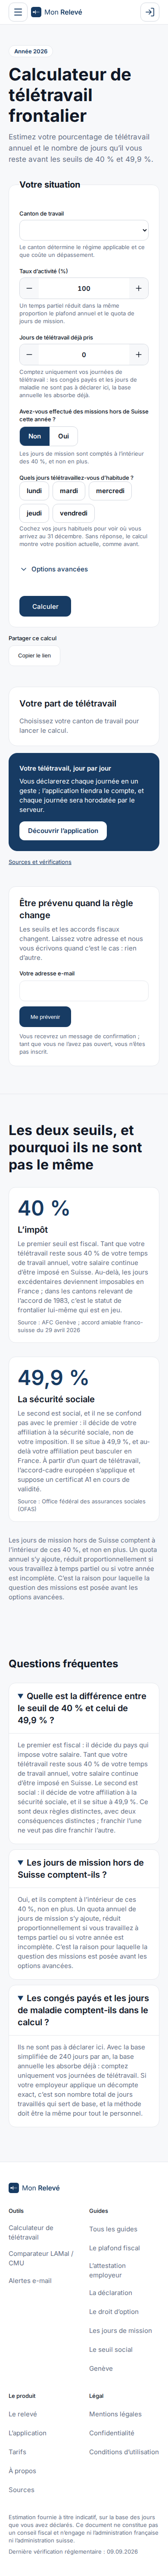 Mon Relevé
Année 2026
Calculateur de
télétravail
frontalier
Estimez votre pourcentage de télétravail
annuel et le nombre de jours qu'il vous
reste avant les seuils de 40 % et 49,9 %.
Votre situation
Canton de travail
Le canton détermine le régime applicable et ce
que coûte un dépassement.
Taux d'activité (%)
100
Un temps partiel réduit dans la même
proportion le plafond annuel et le quota de
jours de mission.
Jours de télétravail déjà pris
0
Comptez uniquement vos journées de
télétravail : les congés payés et les jours de
maladie ne sont pas à déclarer ici, la base
annuelle les absorbe déjà.
Avez-vous effectué des missions hors de Suisse
cette année ?
Non
Oui
Les jours de mission sont comptés à l'intérieur
des 40 %, et non en plus.
Quels jours télétravaillez-vous d'habitude ?
lundi
mardi
mercredi
jeudi
vendredi
Cochez vos jours habituels pour voir où vous
arrivez au 31 décembre. Sans réponse, le calcul
montre votre position actuelle, comme avant.
Options avancées
Calculer
Partager ce calcul
Copier le lien
Votre part de télétravail
Choisissez votre canton de travail pour
lancer le calcul.
Votre télétravail, jour par jour
Vous déclarerez chaque journée en un
geste ; l'application tiendra le compte, et
chaque journée sera horodatée par le
serveur.
Découvrir l'application
Sources et vérifications
Être prévenu quand la règle
change
Les seuils et les accords fiscaux
changent. Laissez votre adresse et nous
vous écrirons quand c'est le cas : rien
d'autre.
Votre adresse e-mail
Me prévenir
Vous recevrez un message de confirmation ;
tant que vous ne l'avez pas ouvert, vous n'êtes
pas inscrit.
Les deux seuils, et
pourquoi ils ne sont
pas le même
40 %
L'impôt
Le premier seuil est fiscal. Tant que votre
télétravail reste sous 40 % de votre temps
de travail annuel, votre salaire continue
d'être imposé en Suisse. Au-delà, les jours
excédentaires deviennent imposables en
France ; dans les cantons relevant de
l'accord de 1983, c'est le statut de
frontalier lui-même qui est en jeu.
Source : AFC Genève ; accord amiable franco-
suisse du 29 avril 2026
49,9 %
La sécurité sociale
Le second est social, et il ne se confond
pas avec le premier : il décide de votre
affiliation à la sécurité sociale, non de
votre imposition. Il se situe à 49,9 %, et au-
delà votre affiliation peut basculer en
France. À partir d'un quart de télétravail,
l'accord-cadre européen s'applique et
suppose un certificat A1 en cours de
validité.
Source : Office fédéral des assurances sociales
(OFAS)
Les jours de mission hors de Suisse comptent à
l'intérieur de ces 40 %, et non en plus. Un quota
annuel s'y ajoute, réduit proportionnellement si
vous travaillez à temps partiel ou si votre année
est incomplète. C'est la raison pour laquelle la
question des missions est posée avant les
options avancées.
Questions fréquentes
▼ Quelle est la différence entre
le seuil de 40 % et celui de
49,9 % ?
Le premier est fiscal : il décide du pays qui
impose votre salaire. Tant que votre
télétravail reste sous 40 % de votre temps
de travail annuel, votre salaire continue
d'être imposé en Suisse. Le second est
social : il décide de votre affiliation à la
sécurité sociale, et il se situe à 49,9 %. Ce
sont deux règles distinctes, avec deux
conséquences distinctes ; franchir l'une
ne veut pas dire franchir l'autre.
▼ Les jours de mission hors de
Suisse comptent-ils ?
Oui, et ils comptent à l'intérieur de ces
40 %, non en plus. Un quota annuel de
jours de mission s'y ajoute, réduit
proportionnellement si vous travaillez à
temps partiel ou si votre année est
incomplète. C'est la raison pour laquelle la
question des missions est posée avant les
options avancées.
▼ Les congés payés et les jours
de maladie comptent-ils dans le
calcul ?
Ils ne sont pas à déclarer ici. Avec la base
simplifiée de 240 jours par an, la base
annuelle les absorbe déjà : comptez
uniquement vos journées de télétravail. Si
votre employeur applique un décompte
exact, c'est son nombre total de jours
travaillés qui sert de base, et la méthode
doit être la même pour tout le personnel.
Mon Relevé
Outils
Calculateur de
télétravail
Comparateur LAMal /
CMU
Alertes e-mail
Guides
Tous les guides
Le plafond fiscal
L'attestation
employeur
La déclaration
Le droit d'option
Les jours de mission
Le seuil social
Genève
Le produit
Le relevé
L'application
Tarifs
À propos
Sources
Légal
Mentions légales
Confidentialité
Conditions d'utilisation
Estimation fournie à titre indicatif, sur la base des jours
que vous avez déclarés. Ce document ne constitue pas
un conseil fiscal et n'engage ni l'administration française
ni l'administration suisse.
Dernière vérification réglementaire : 09.09.2026